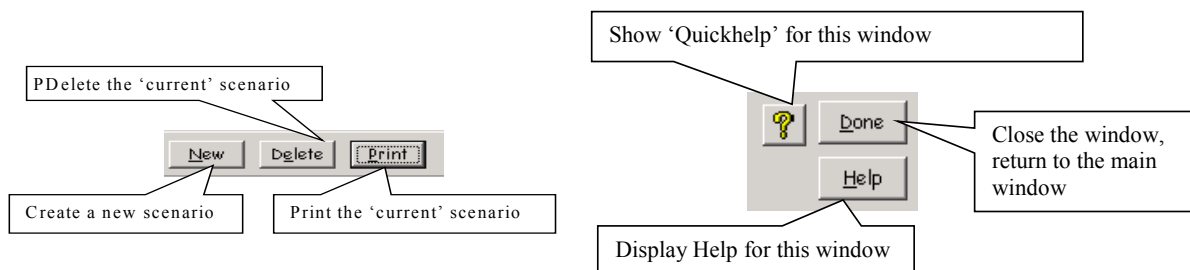 PDelete the ‘current’ scenario
New
Delete
Print
Create a new scenario
Print the ‘current’ scenario
Show ‘Quickhelp’ for this window
?
Done
Help
Close the window,
return to the main
window
Display Help for this window